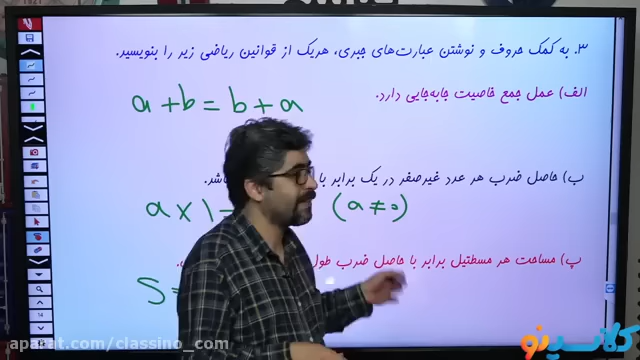 ۳. به کمک حروف و نوشتن عبارت‌های جبری، هریک از قوانین ریاضی زیر را بنویسید.
الف) عمل جمع خاصیت جابه‌جایی دارد.
a + b = b + a
ب) حاصل ضرب هر عدد غیرصفر در یک برابر با
a × 1 = (a ≠ 0)
پ) مساحت هر مسطتیل برابر با حاصل ضرب طول
S =
aparat.com/classino_com
کلاسینو